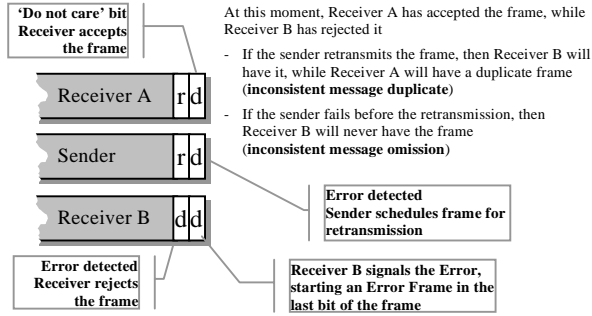 'Do not care' bit
Receiver accepts
the frame
At this moment, Receiver A has accepted the frame, while
Receiver B has rejected it
- If the sender retransmits the frame, then Receiver B will
have it, while Receiver A will have a duplicate frame
(inconsistent message duplicate)
- If the sender fails before the retransmission, then
Receiver B will never have the frame
(inconsistent message omission)
Receiver A r d
Sender r d
Receiver B d d
Error detected
Sender schedules frame for
retransmission
Error detected
Receiver rejects
the frame
Receiver B signals the Error,
starting an Error Frame in the
last bit of the frame